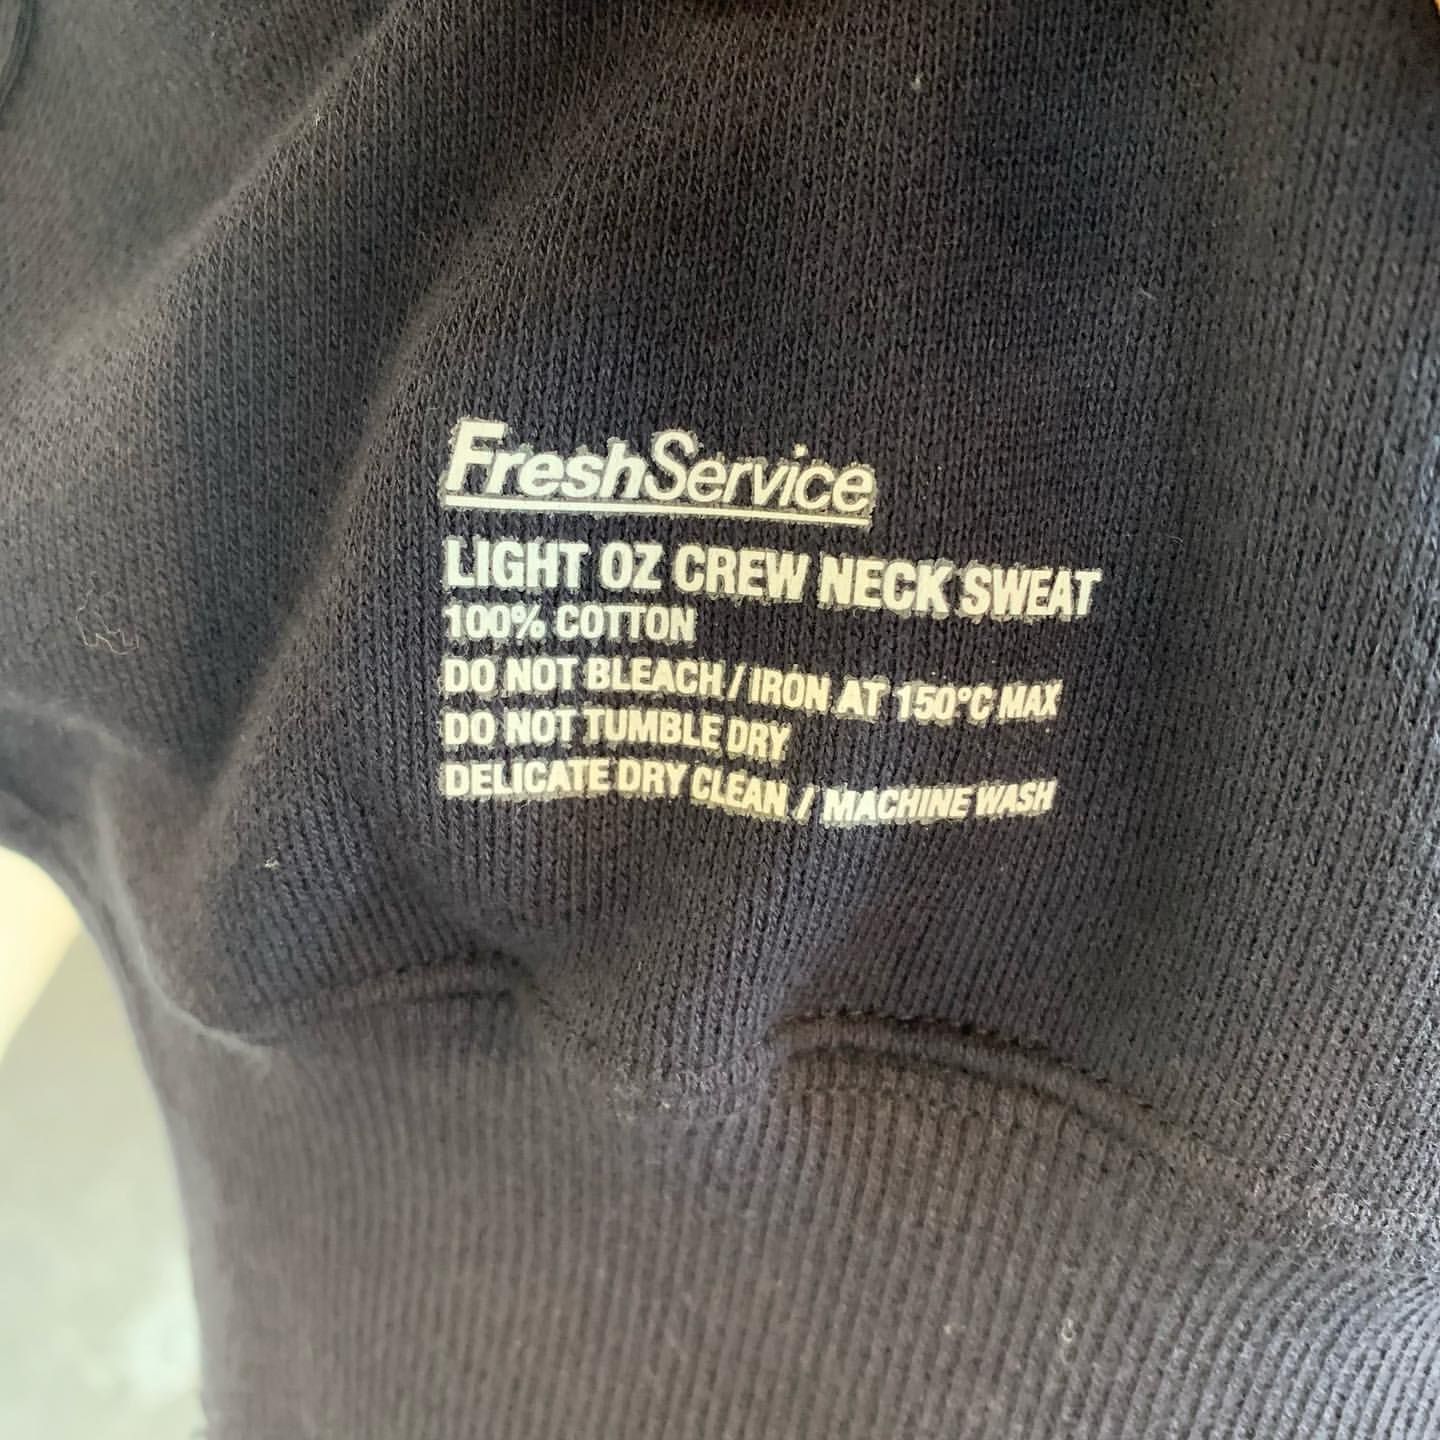 FreshService
LIGHT OZ CREW NECK SWEAT
100% COTTON
DO NOT BLEACH / IRON AT 150°C MAX
DO NOT TUMBLE DRY
DELICATE DRY CLEAN / MACHINE WASH